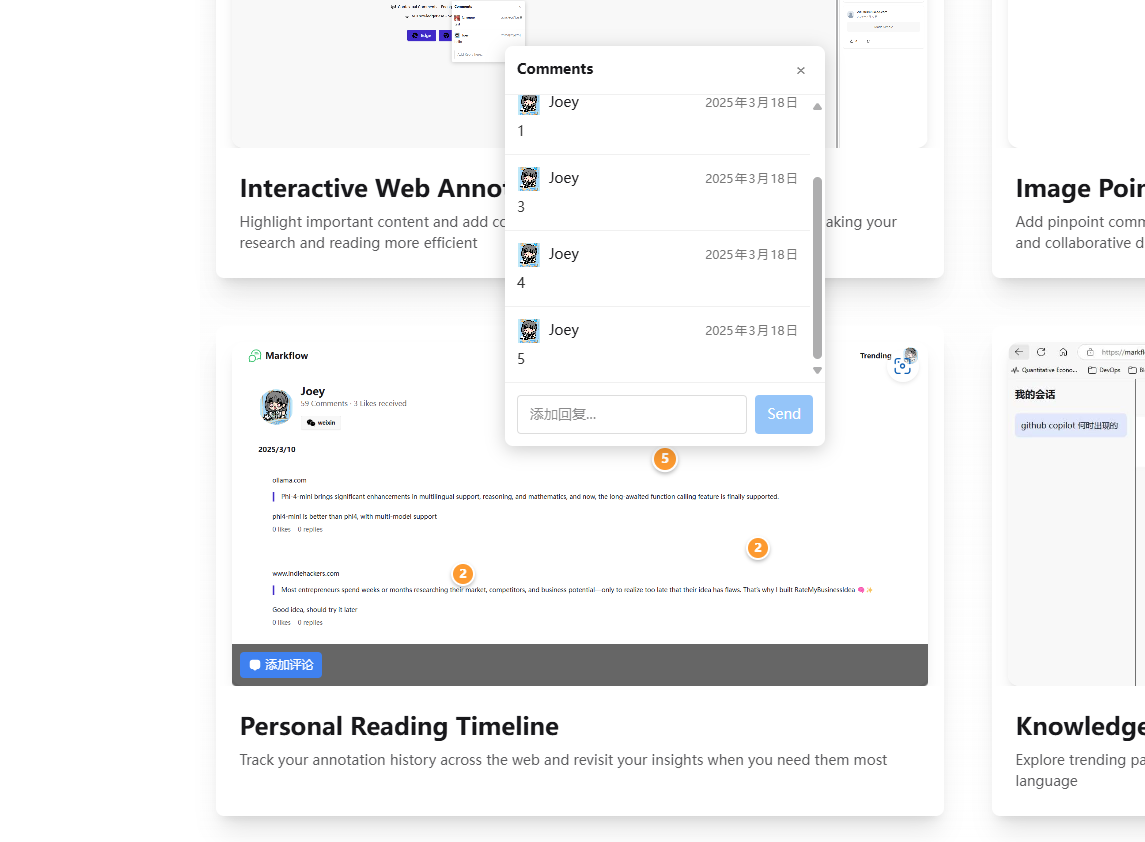 Comments
Edge
Comments
×
Joey
2025年3月18日
1
Joey
2025年3月18日
3
Joey
2025年3月18日
4
Joey
2025年3月18日
5
添加回复...
Send
Interactive Web Anno
Highlight important content and add co
aking your
research and reading more efficient
Image Poin
Add pinpoint comm
and collaborative d
Markflow
Trending
Joey
59 Comments · 3 Likes received
weixin
2025/3/10
ollama.com
Phi-4-mini brings significant enhancements in multilingual support, reasoning, and mathematics, and now, the long-awaited function calling feature is finally supported.
phi4-mini is better than phi4, with multi-model support
0 likes 0 replies
5
2
2
www.indiehackers.com
Most entrepreneurs spend weeks or months researching their market, competitors, and business potential—only to realize too late that their idea has flaws. That's why I built RateMyBusinessIdea 🧠 ✨
Good idea, should try it later
0 likes 0 replies
添加评论
Personal Reading Timeline
Track your annotation history across the web and revisit your insights when you need them most
https://markfl
Quantitative Econo...
DevOps
我的会话
github copilot 何时出现的
Knowledge
Explore trending pa
language